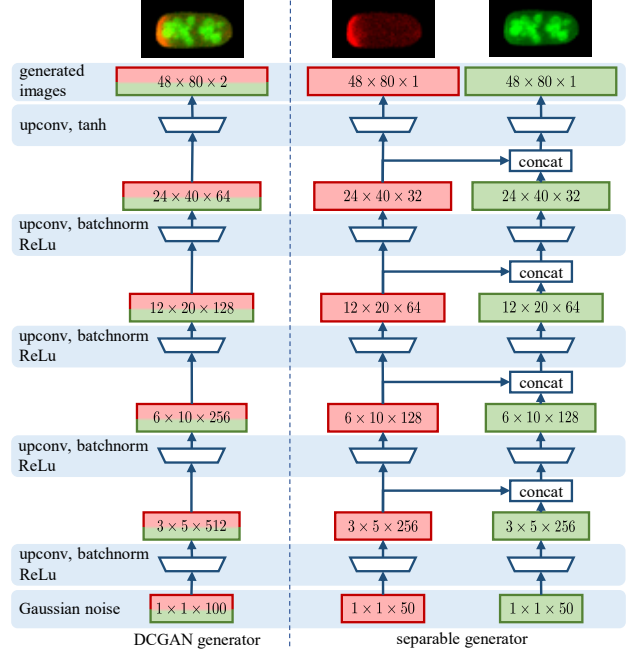 generated
images
48 × 80 × 2
48 × 80 × 1
48 × 80 × 1
upconv, tanh
concat
24 × 40 × 64
24 × 40 × 32
24 × 40 × 32
upconv, batchnorm
ReLu
concat
12 × 20 × 128
12 × 20 × 64
12 × 20 × 64
upconv, batchnorm
ReLu
concat
6 × 10 × 256
6 × 10 × 128
6 × 10 × 128
upconv, batchnorm
ReLu
concat
3 × 5 × 512
3 × 5 × 256
3 × 5 × 256
upconv, batchnorm
ReLu
Gaussian noise
1 × 1 × 100
1 × 1 × 50
1 × 1 × 50
DCGAN generator
separable generator